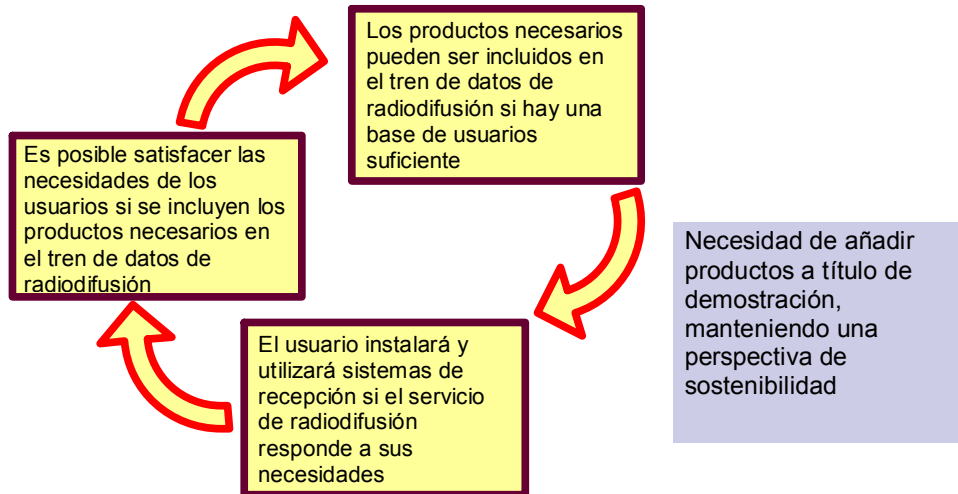 Los productos necesarios
pueden ser incluidos en
el tren de datos de
radiodifusión si hay una
base de usuarios
suficiente
Es posible satisfacer las
necesidades de los
usuarios si se incluyen los
productos necesarios en
el tren de datos de
radiodifusión
El usuario instalará y
utilizará sistemas de
recepción si el servicio
de radiodifusión
responde a sus
necesidades
Necesidad de añadir
productos a título de
demostración,
manteniendo una
perspectiva de
sostenibilidad